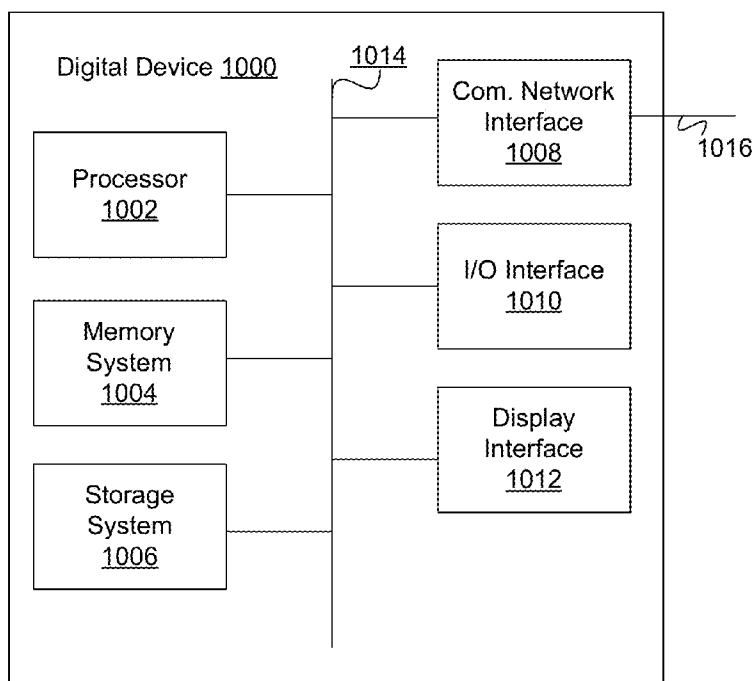 Digital Device 1000
1014
Com. Network
Interface
1008
1016
Processor
1002
I/O Interface
1010
Memory
System
1004
Display
Interface
1012
Storage
System
1006